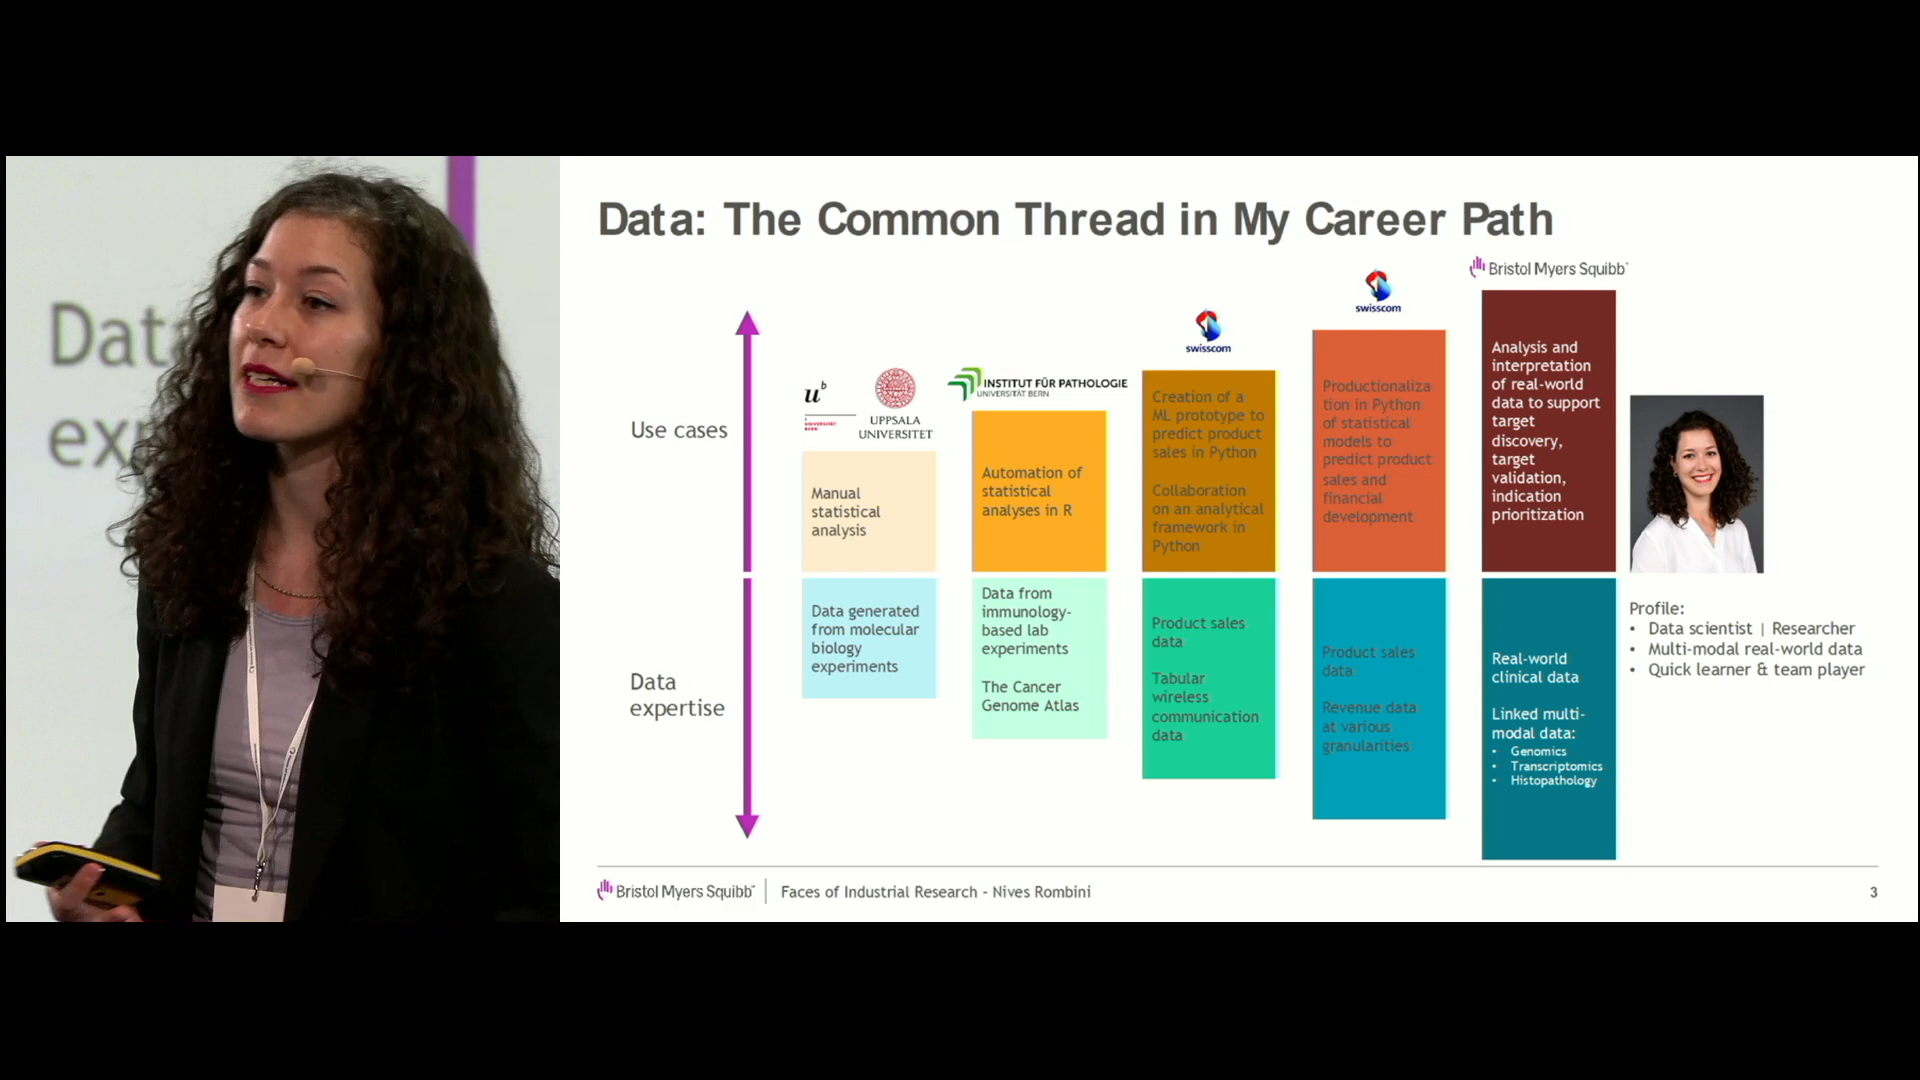 Data
ex
Data: The Common Thread in My Career Path
Bristol Myers Squibb™
swisscom
swisscom
u^b
UNIVERSITÄT
BERN
UPPSALA
UNIVERSITET
INSTITUT FÜR PATHOLOGIE
UNIVERSITÄT BERN
Use cases
Manual
statistical
analysis
Automation of
statistical
analyses in R
Creation of a
ML prototype to
predict product
sales in Python
Collaboration
on an analytical
framework in
Python
Productionaliza
tion in Python
of statistical
models to
predict product
sales and
financial
development
Analysis and
interpretation
of real-world
data to support
target
discovery,
target
validation,
indication
prioritization
Data
expertise
Data generated
from molecular
biology
experiments
Data from
immunology-
based lab
experiments
The Cancer
Genome Atlas
Product sales
data
Tabular
wireless
communication
data
Product sales
data
Revenue data
at various
granularities
Real-world
clinical data
Linked multi-
modal data:
• Genomics
• Transcriptomics
• Histopathology
Profile:
• Data scientist | Researcher
• Multi-modal real-world data
• Quick learner & team player
Bristol Myers Squibb™ | Faces of Industrial Research - Nives Rombini
3